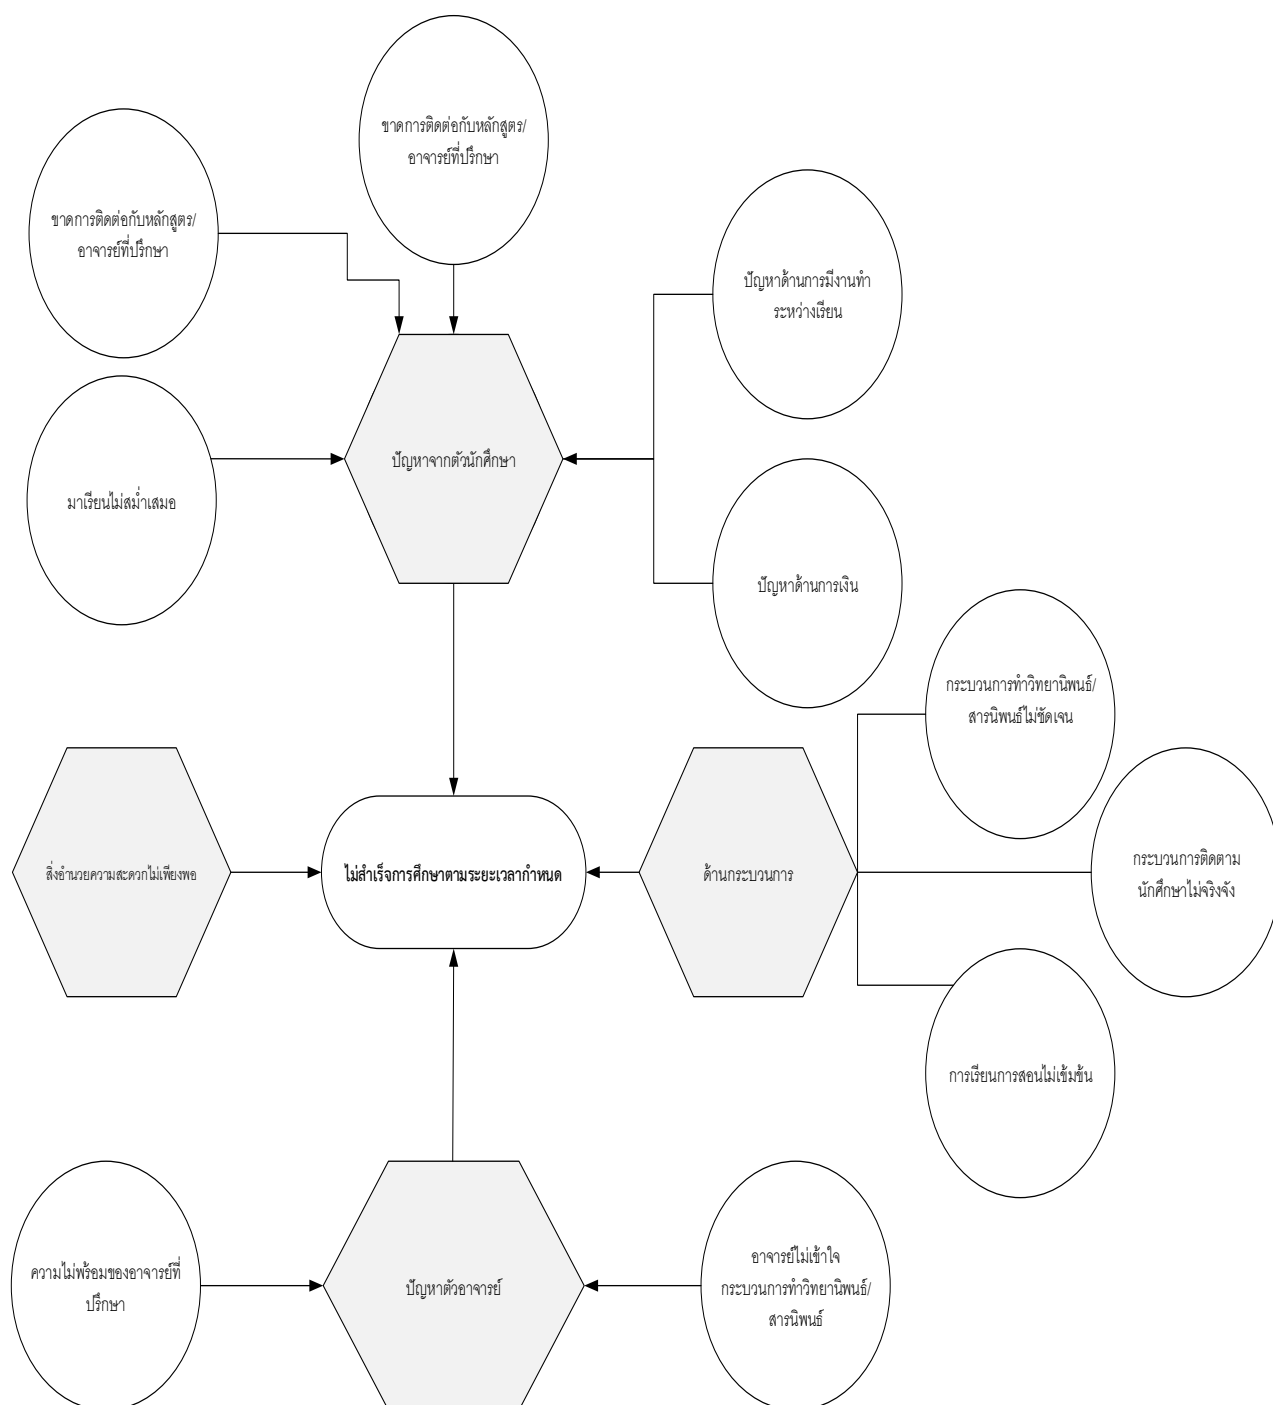 ขาดการติดต่อกับหลักสูตร/
อาจารย์ที่ปรึกษา
ขาดการติดต่อกับหลักสูตร/
อาจารย์ที่ปรึกษา
ปัญหาด้านการมีงานทำ
ระหว่างเรียน
ปัญหาจากตัวนักศึกษา
มาเรียนไม่สม่ำเสมอ
ปัญหาด้านการเงิน
กระบวนการทำวิทยานิพนธ์/
สารนิพนธ์ไม่ชัดเจน
สิ่งอำนวยความสะดวกไม่เพียงพอ
ไม่สำเร็จการศึกษาตามระยะเวลากำหนด
ด้านกระบวนการ
กระบวนการติดตาม
นักศึกษาไม่จริงจัง
การเรียนการสอนไม่เข้มข้น
ความไม่พร้อมของอาจารย์ที่
ปรึกษา
ปัญหาตัวอาจารย์
อาจารย์ไม่เข้าใจ
กระบวนการทำวิทยานิพนธ์/
สารนิพนธ์